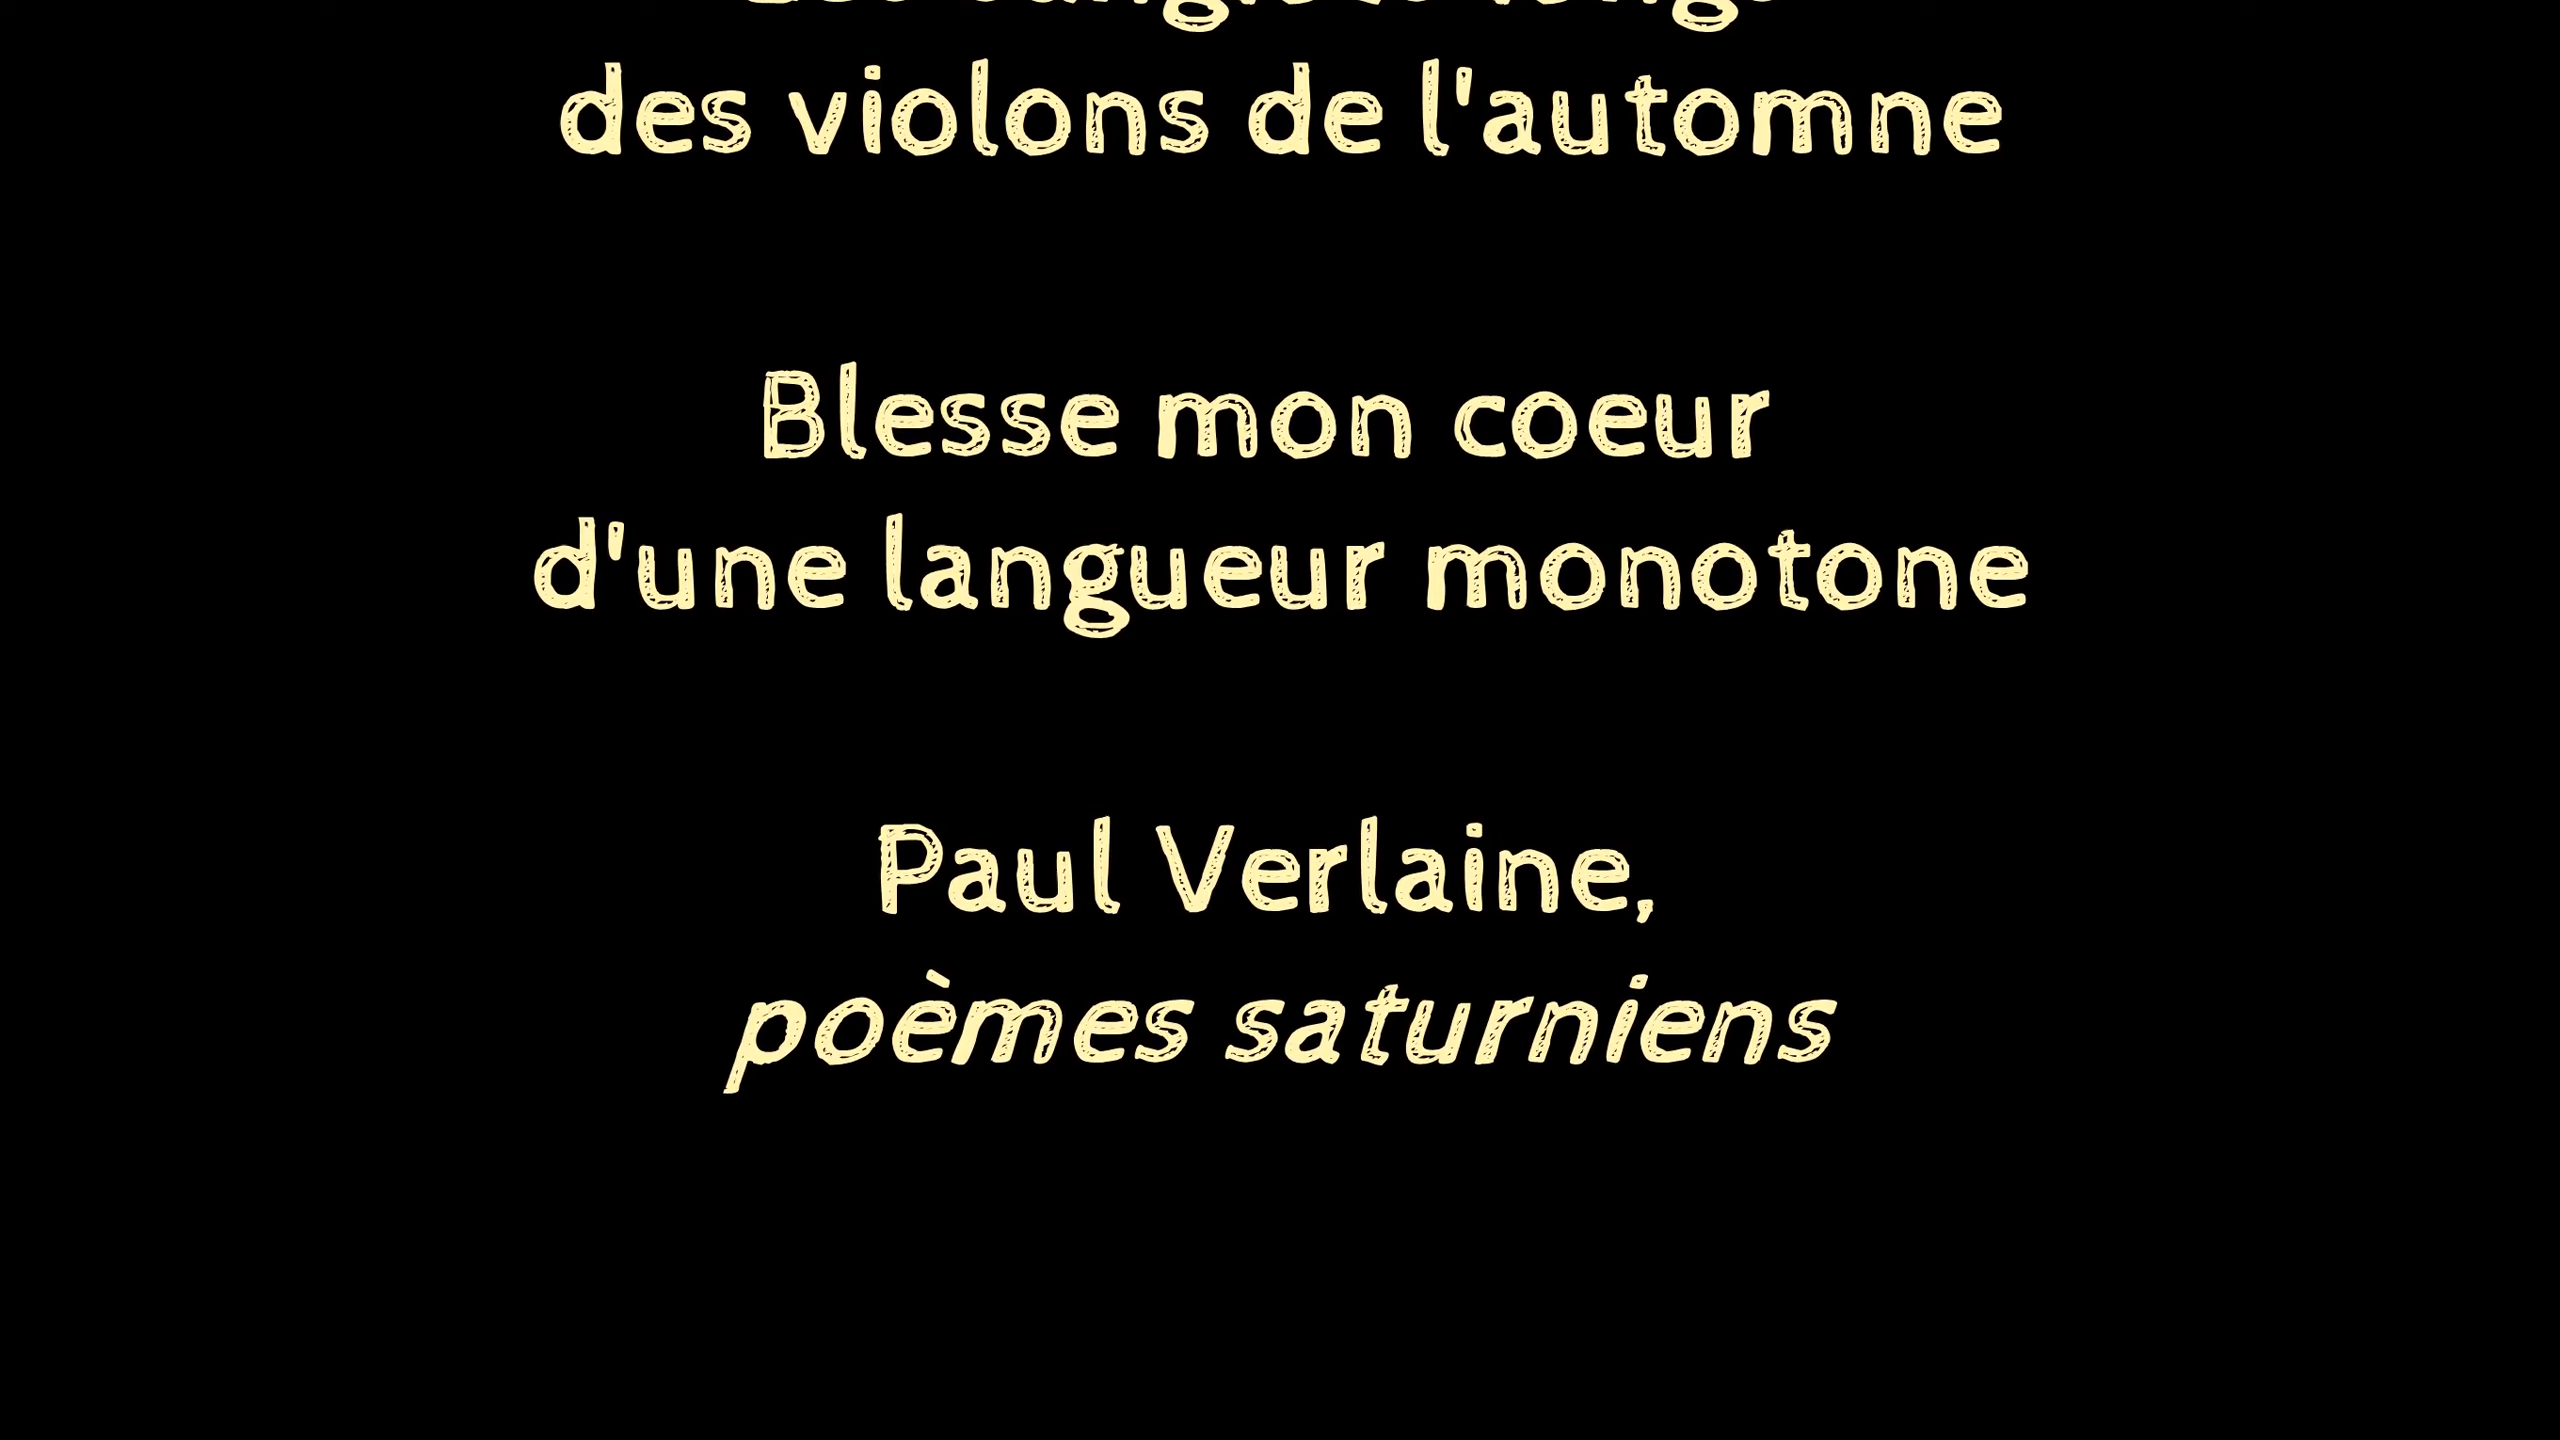 des violons de l'automne
Blesse mon coeur
d'une langueur monotone
Paul Verlaine,
poèmes saturniens